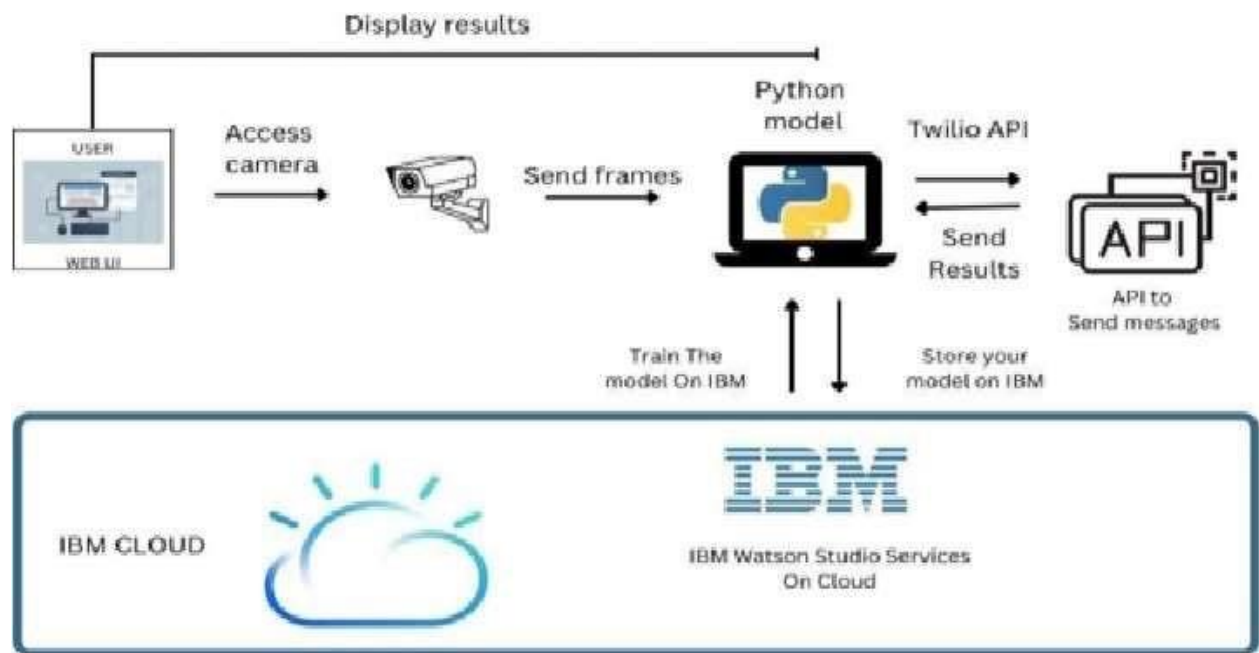 Display results
Python
model
Access
camera
Twilio API
USER
Send frames
Send
Results
WEB UI
API
API to
Send messages
Train The
model On IBM
Store your
model on IBM
IBM
IBM CLOUD
IBM Watson Studio Services
On Cloud